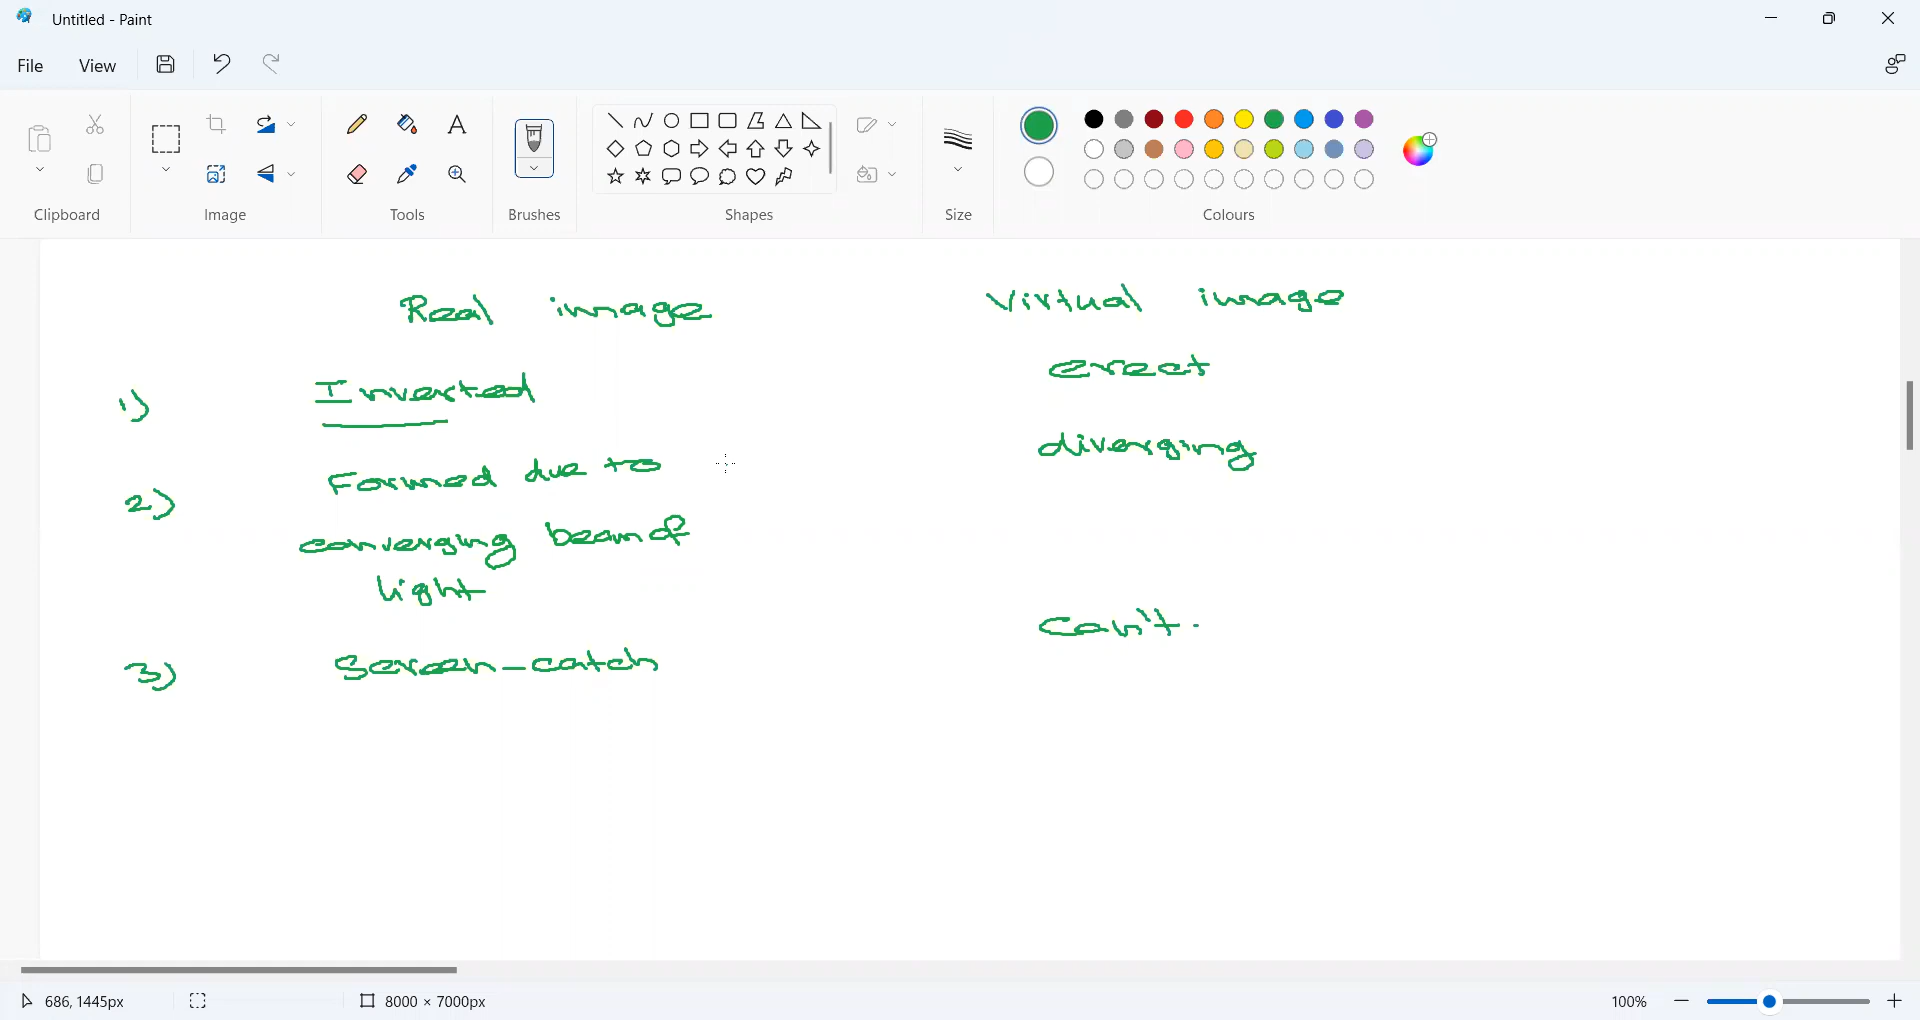 Untitled - Paint
File View
Clipboard Image Tools Brushes Shapes Size Colours
Real image Virtual image
1) Inverted erect
2) Formed due to diverging
converging beam of
light
3) Screen-catch can't.
686, 1445px 8000 × 7000px 100%